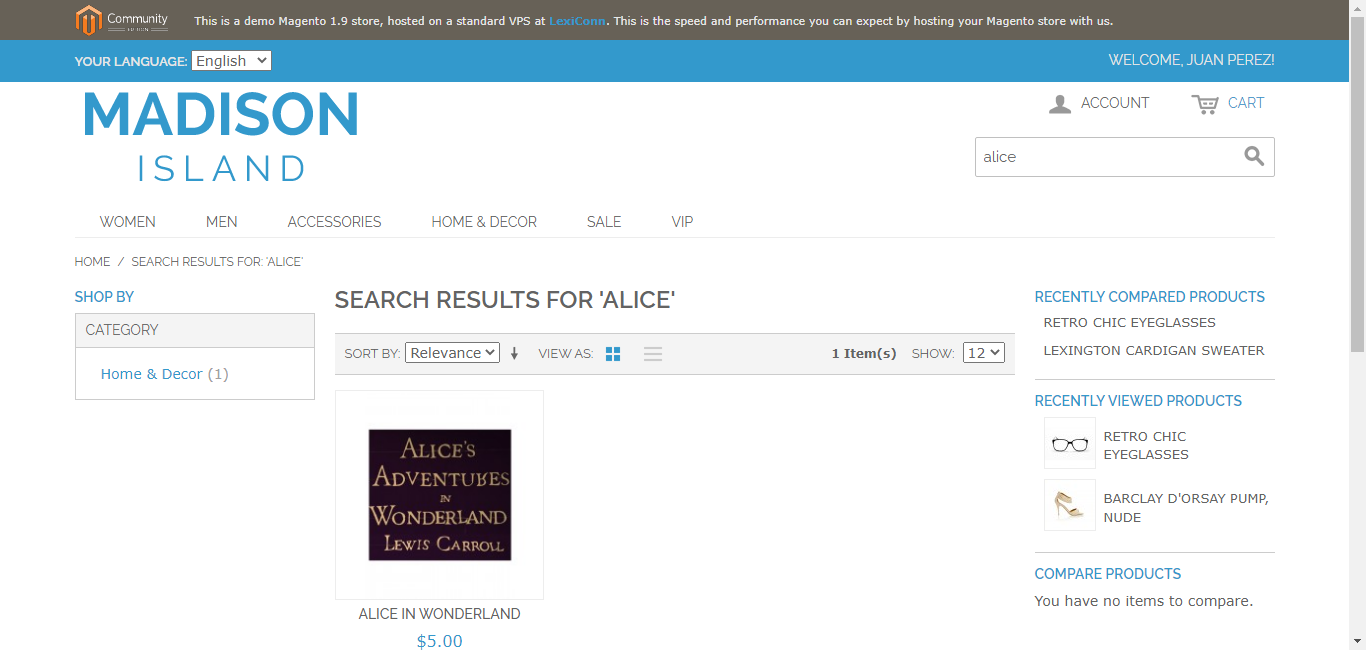 Community
This is a demo Magento 1.9 store, hosted on a standard VPS at LexiConn. This is the speed and performance you can expect by hosting your Magento store with us.
YOUR LANGUAGE: English
WELCOME, JUAN PEREZ!
MADISON
ISLAND
ACCOUNT
CART
alice
WOMEN MEN ACCESSORIES HOME & DECOR SALE VIP
HOME / SEARCH RESULTS FOR: 'ALICE'
SHOP BY
CATEGORY
Home & Decor (1)
SEARCH RESULTS FOR 'ALICE'
SORT BY: Relevance VIEW AS: 1 Item(s) SHOW: 12
ALICE'S
ADVENTURES
IN
WONDERLAND
LEWIS CARROLL
ALICE IN WONDERLAND
$5.00
RECENTLY COMPARED PRODUCTS
RETRO CHIC EYEGLASSES
LEXINGTON CARDIGAN SWEATER
RECENTLY VIEWED PRODUCTS
RETRO CHIC
EYEGLASSES
BARCLAY D'ORSAY PUMP,
NUDE
COMPARE PRODUCTS
You have no items to compare.